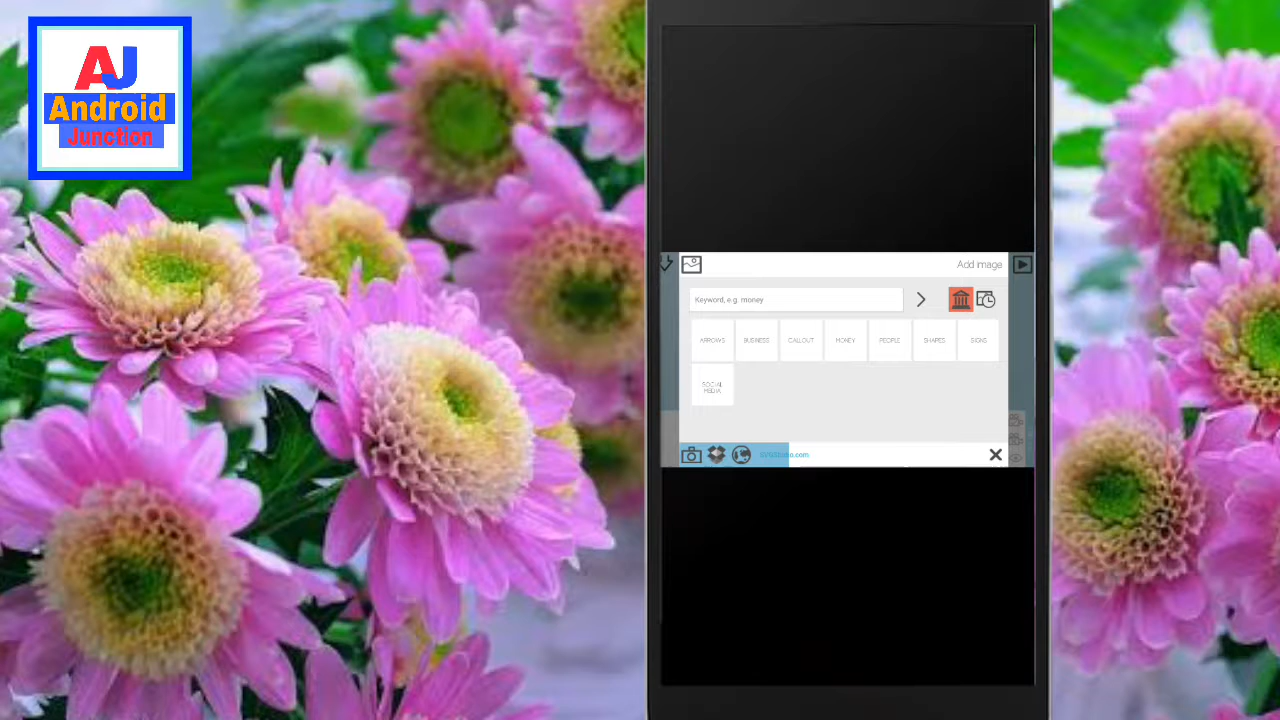 AJ
Android
Junction
Add image
Keyword, e.g. money
ARROWS
BUSINESS
CALLOUT
MONEY
PEOPLE
SHAPES
SIGNS
SOCIAL
MEDIA